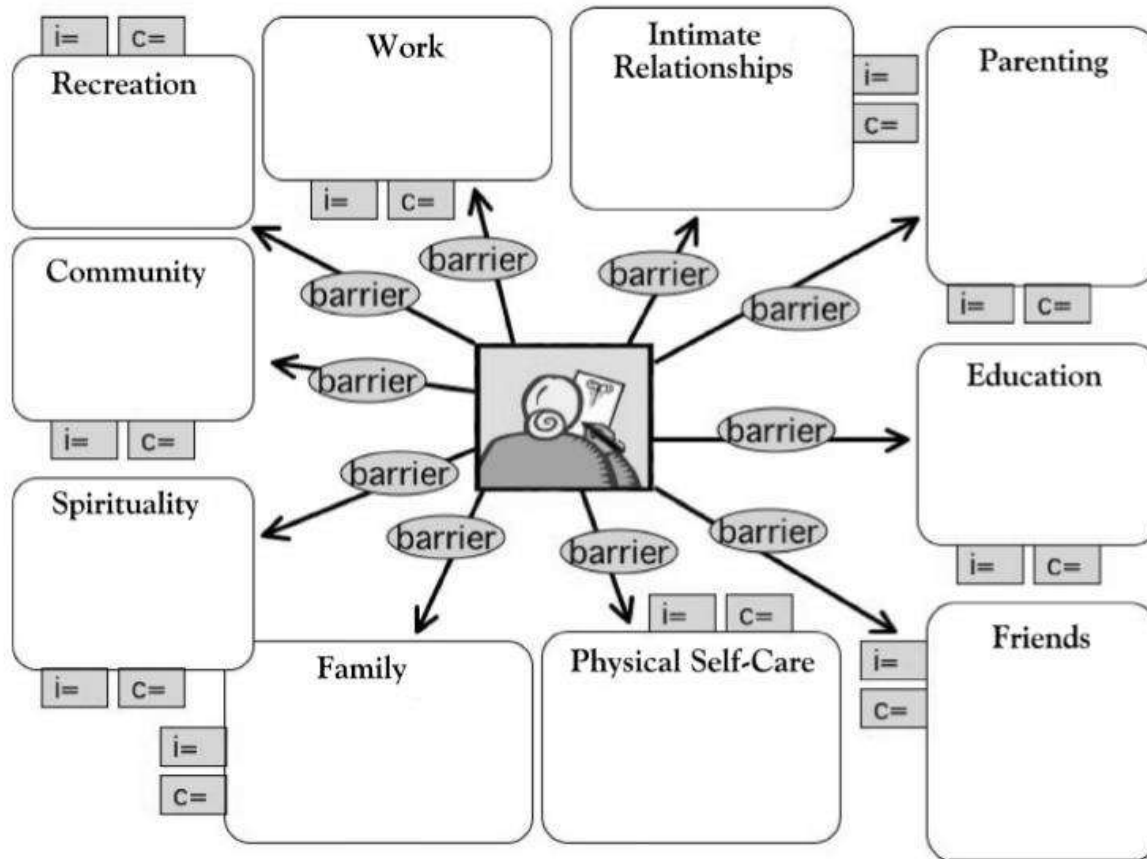 i= c=
Recreation
Work
i= c=
Intimate
Relationships
i=
c=
Parenting
i= c=
Community
i= c=
barrier
barrier
barrier
barrier
barrier
barrier
barrier
barrier
barrier
barrier
Education
i= c=
Spirituality
i= c=
Family
i=
c=
Physical Self-Care
i= c=
Friends
i=
c=